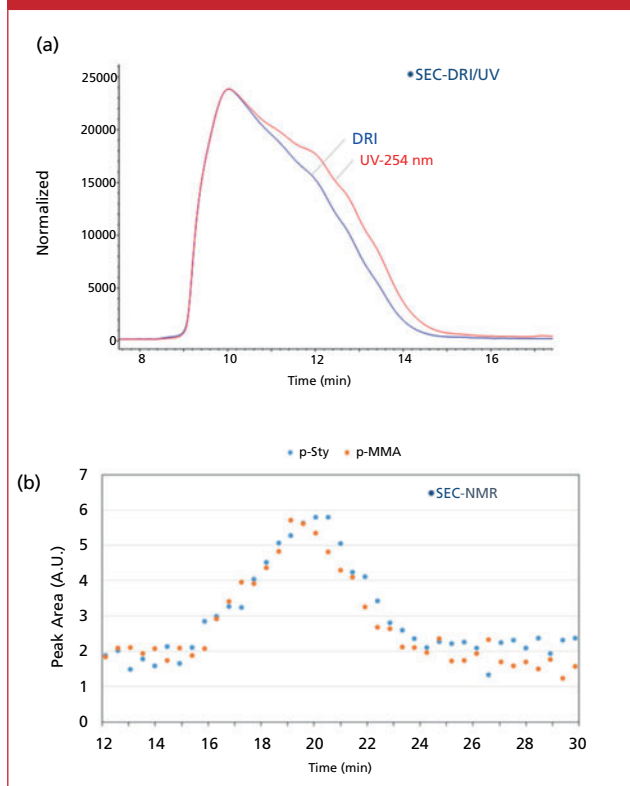 (a)
SEC-DRI/UV
25000
20000
15000
10000
5000
0
Normalized
DRI
UV-254 nm
8 10 12 14 16
Time (min)
p-Sty p-MMA
(b)
SEC-NMR
7
6
5
4
3
2
1
0
Peak Area (A.U.)
12 14 16 18 20 22 24 26 28 30
Time (min)